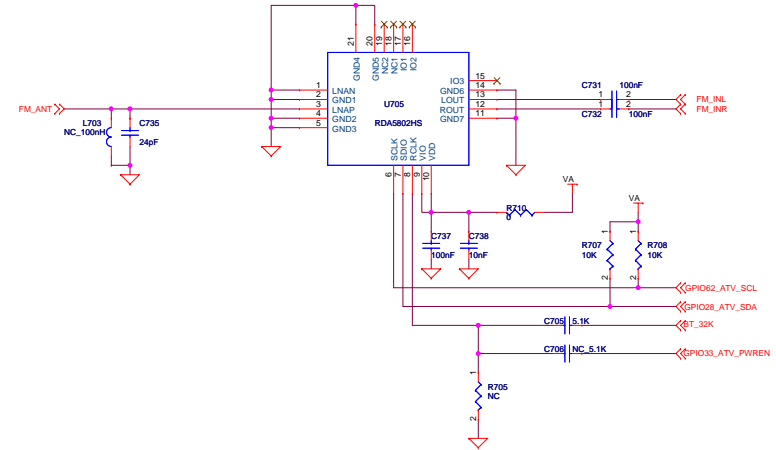 21
20
19
18
17
16
GND4
GND5
NC2
NC1
IO1
IO2
1
2
3
4
5
LNAN
GND1
LNAP
GND2
GND3
U705
RDA5802HS
IO3
GND6
LOUT
ROUT
GND7
15
14
13
12
11
SCLK
SDIO
RCLK
VIO
VDD
6
7
8
9
10
FM_ANT
L703
NC_100nH
C735
24pF
C731
100nF
1
2
1
2
C732
100nF
FM_INL
FM_INR
VA
R710
0
C737
100nF
C738
10nF
VA
1
1
R707
10K
R708
10K
2
2
GPIO62_ATV_SCL
GPIO28_ATV_SDA
C705
5.1K
BT_32K
C706
NC_5.1K
GPIO33_ATV_PWREN
1
R705
NC
2